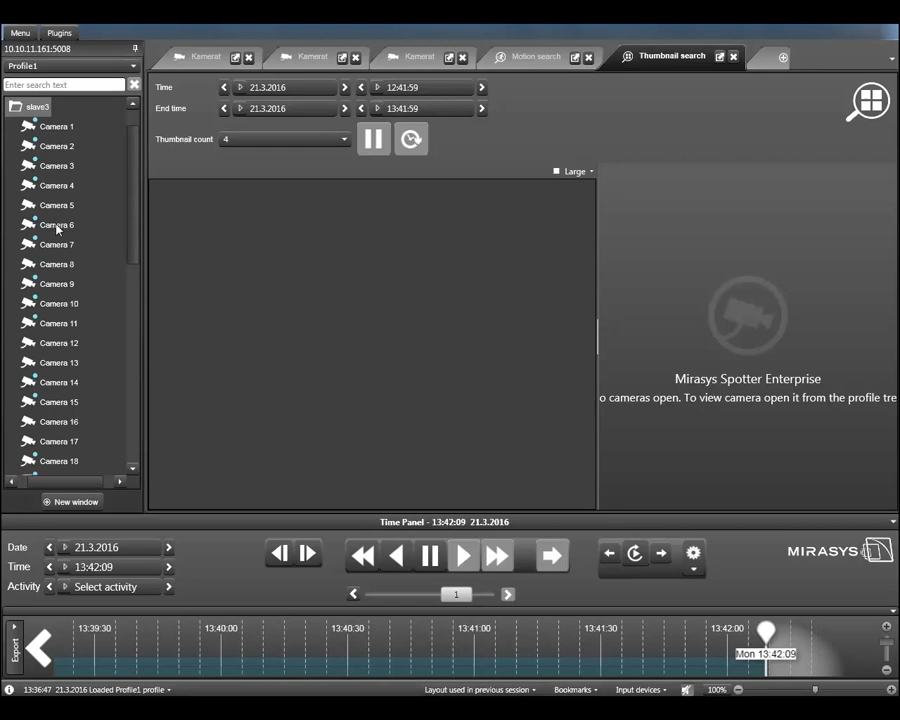 Menu Plugins
10.10.11.161:5008
Profile1
Enter search text
slave3
Camera 1
Camera 2
Camera 3
Camera 4
Camera 5
Camera 6
Camera 7
Camera 8
Camera 9
Camera 10
Camera 11
Camera 12
Camera 13
Camera 14
Camera 15
Camera 16
Camera 17
Camera 18
New window
Kamerat Kamerat Kamerat Motion search Thumbnail search
Time 21.3.2016 12:41:59
End time 21.3.2016 13:41:59
Thumbnail count 4
Large
Mirasys Spotter Enterprise
o cameras open. To view camera open it from the profile tre
Time Panel - 13:42:09 21.3.2016
Date 21.3.2016
Time 13:42:09
Activity Select activity
1
MIRASYS
Export
13:39:30 13:40:00 13:40:30 13:41:00 13:41:30 13:42:00
Mon 13:42:09
13:36:47 21.3.2016 Loaded Profile1 profile
Layout used in previous session Bookmarks Input devices 100%